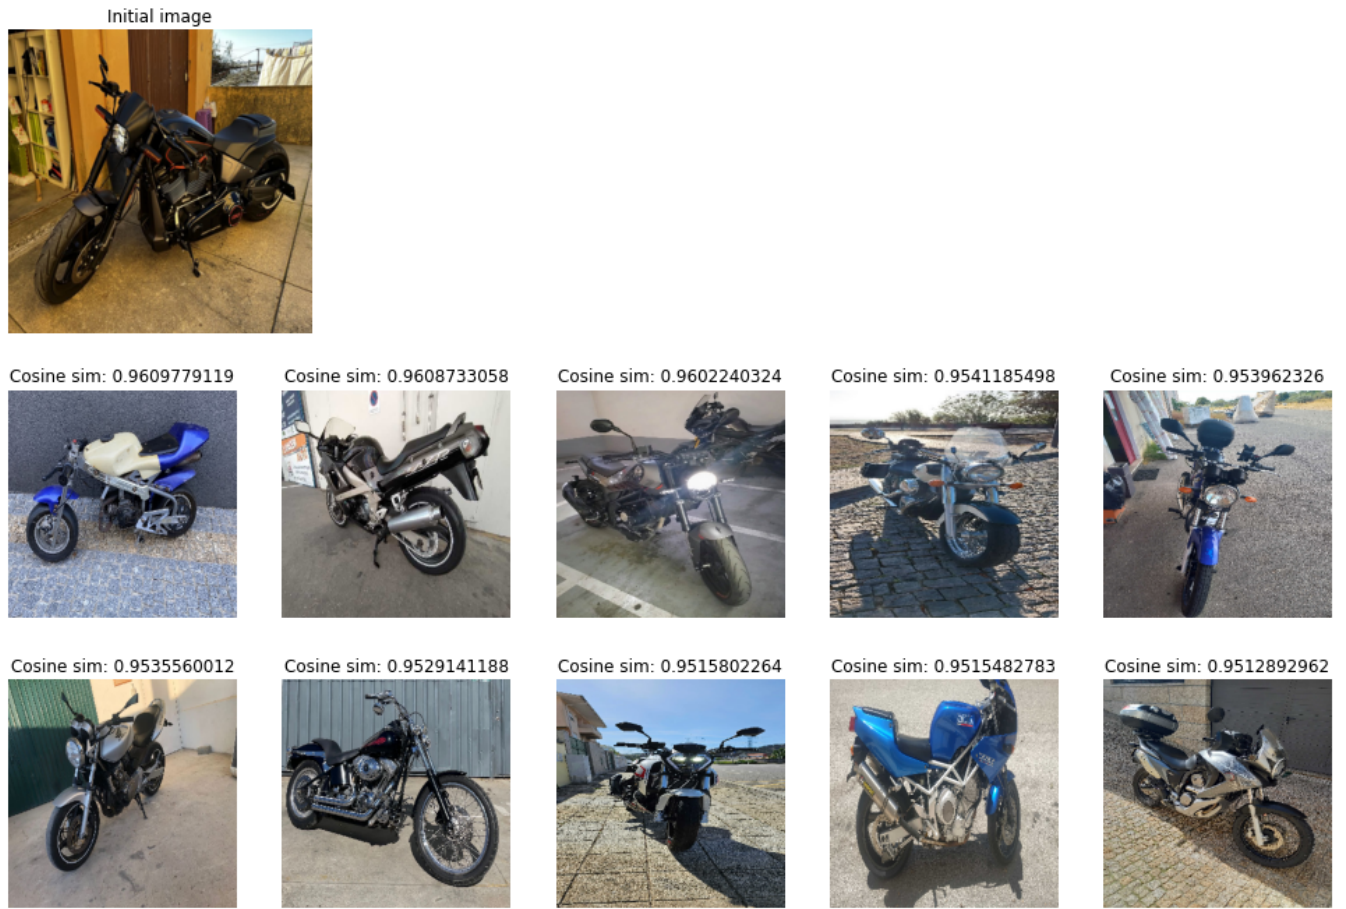 Initial image
Cosine sim: 0.9609779119
Cosine sim: 0.9608733058
Cosine sim: 0.9602240324
Cosine sim: 0.9541185498
Cosine sim: 0.953962326
Cosine sim: 0.9535560012
Cosine sim: 0.9529141188
Cosine sim: 0.9515802264
Cosine sim: 0.9515482783
Cosine sim: 0.9512892962